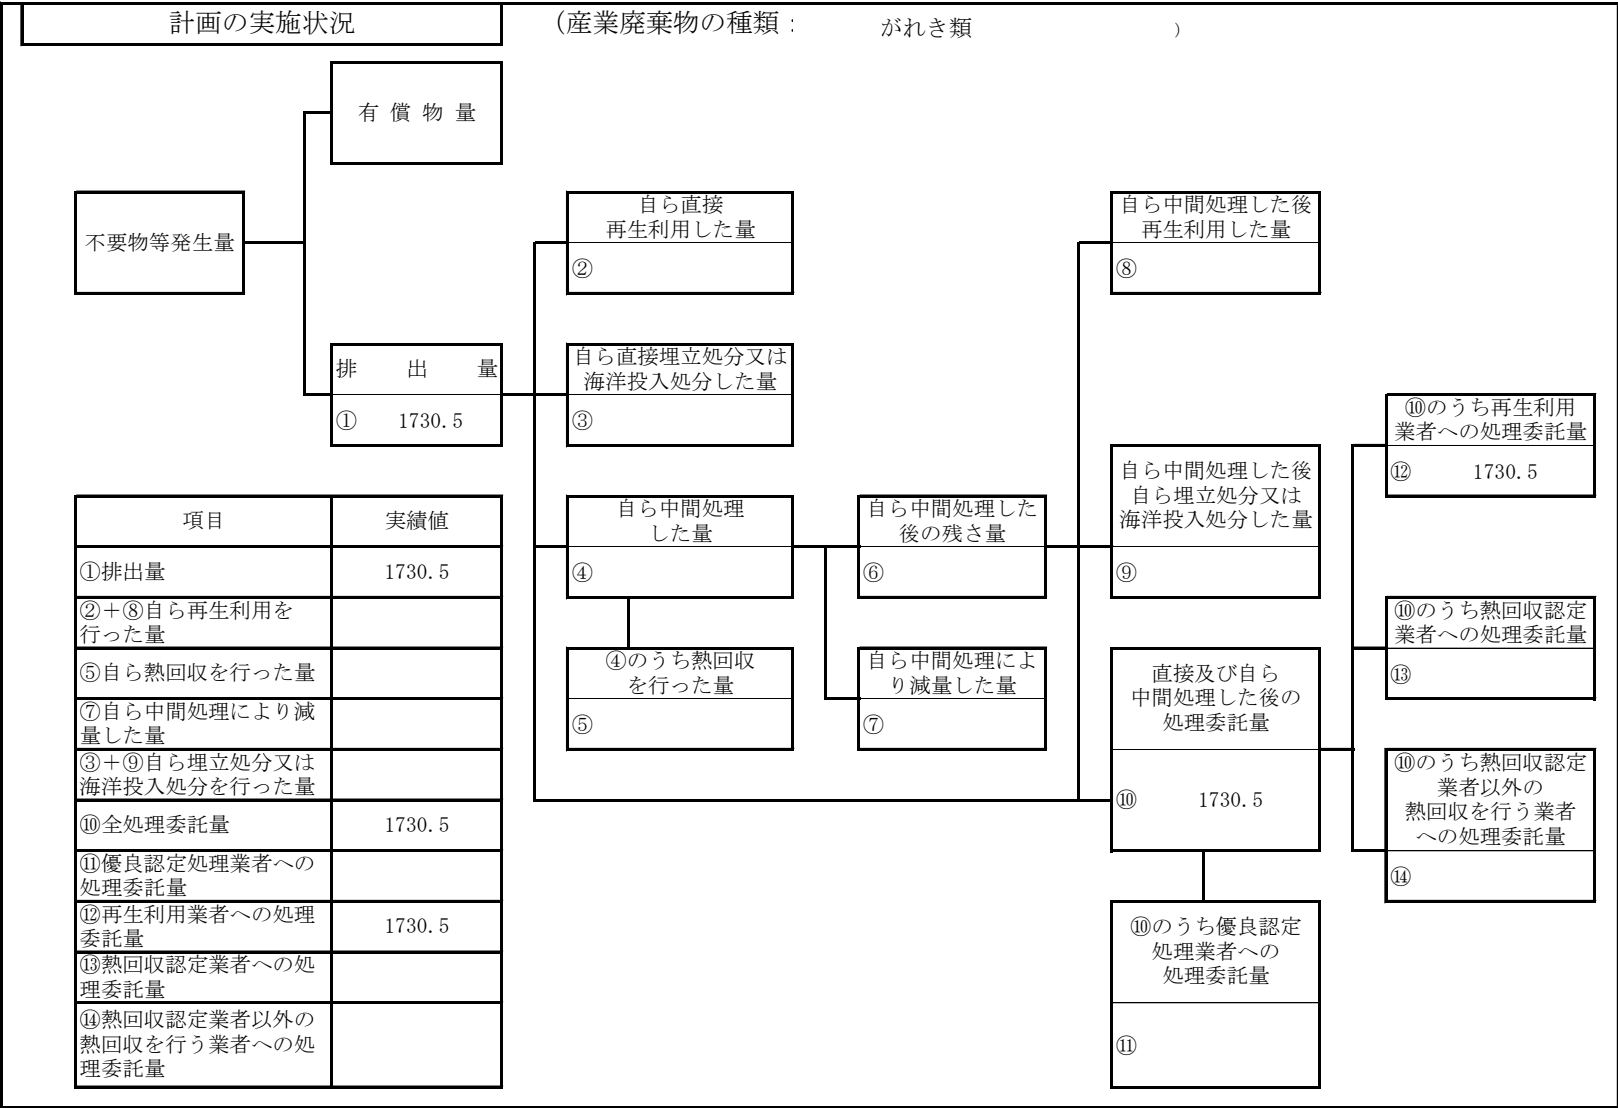 計画の実施状況
（産業廃棄物の種類：　がれき類　）
有 償 物 量
不要物等発生量
排 出 量
① 1730.5
自ら直接
再生利用した量
②
自ら直接埋立処分又は
海洋投入処分した量
③
自ら中間処理
した量
④
④のうち熱回収
を行った量
⑤
自ら中間処理した
後の残さ量
⑥
自ら中間処理によ
り減量した量
⑦
自ら中間処理した後
再生利用した量
⑧
自ら中間処理した後
自ら埋立処分又は
海洋投入処分した量
⑨
直接及び自ら
中間処理した後の
処理委託量
⑩ 1730.5
⑩のうち優良認定
処理業者への
処理委託量
⑪
⑩のうち再生利用
業者への処理委託量
⑫ 1730.5
⑩のうち熱回収認定
業者への処理委託量
⑬
⑩のうち熱回収認定
業者以外の
熱回収を行う業者
への処理委託量
⑭
項目 実績値
①排出量 1730.5
②＋⑧自ら再生利用を
行った量
⑤自ら熱回収を行った量
⑦自ら中間処理により減
量した量
③＋⑨自ら埋立処分又は
海洋投入処分を行った量
⑩全処理委託量 1730.5
⑪優良認定処理業者への
処理委託量
⑫再生利用業者への処理
委託量 1730.5
⑬熱回収認定業者への処
理委託量
⑭熱回収認定業者以外の
熱回収を行う業者への処
理委託量